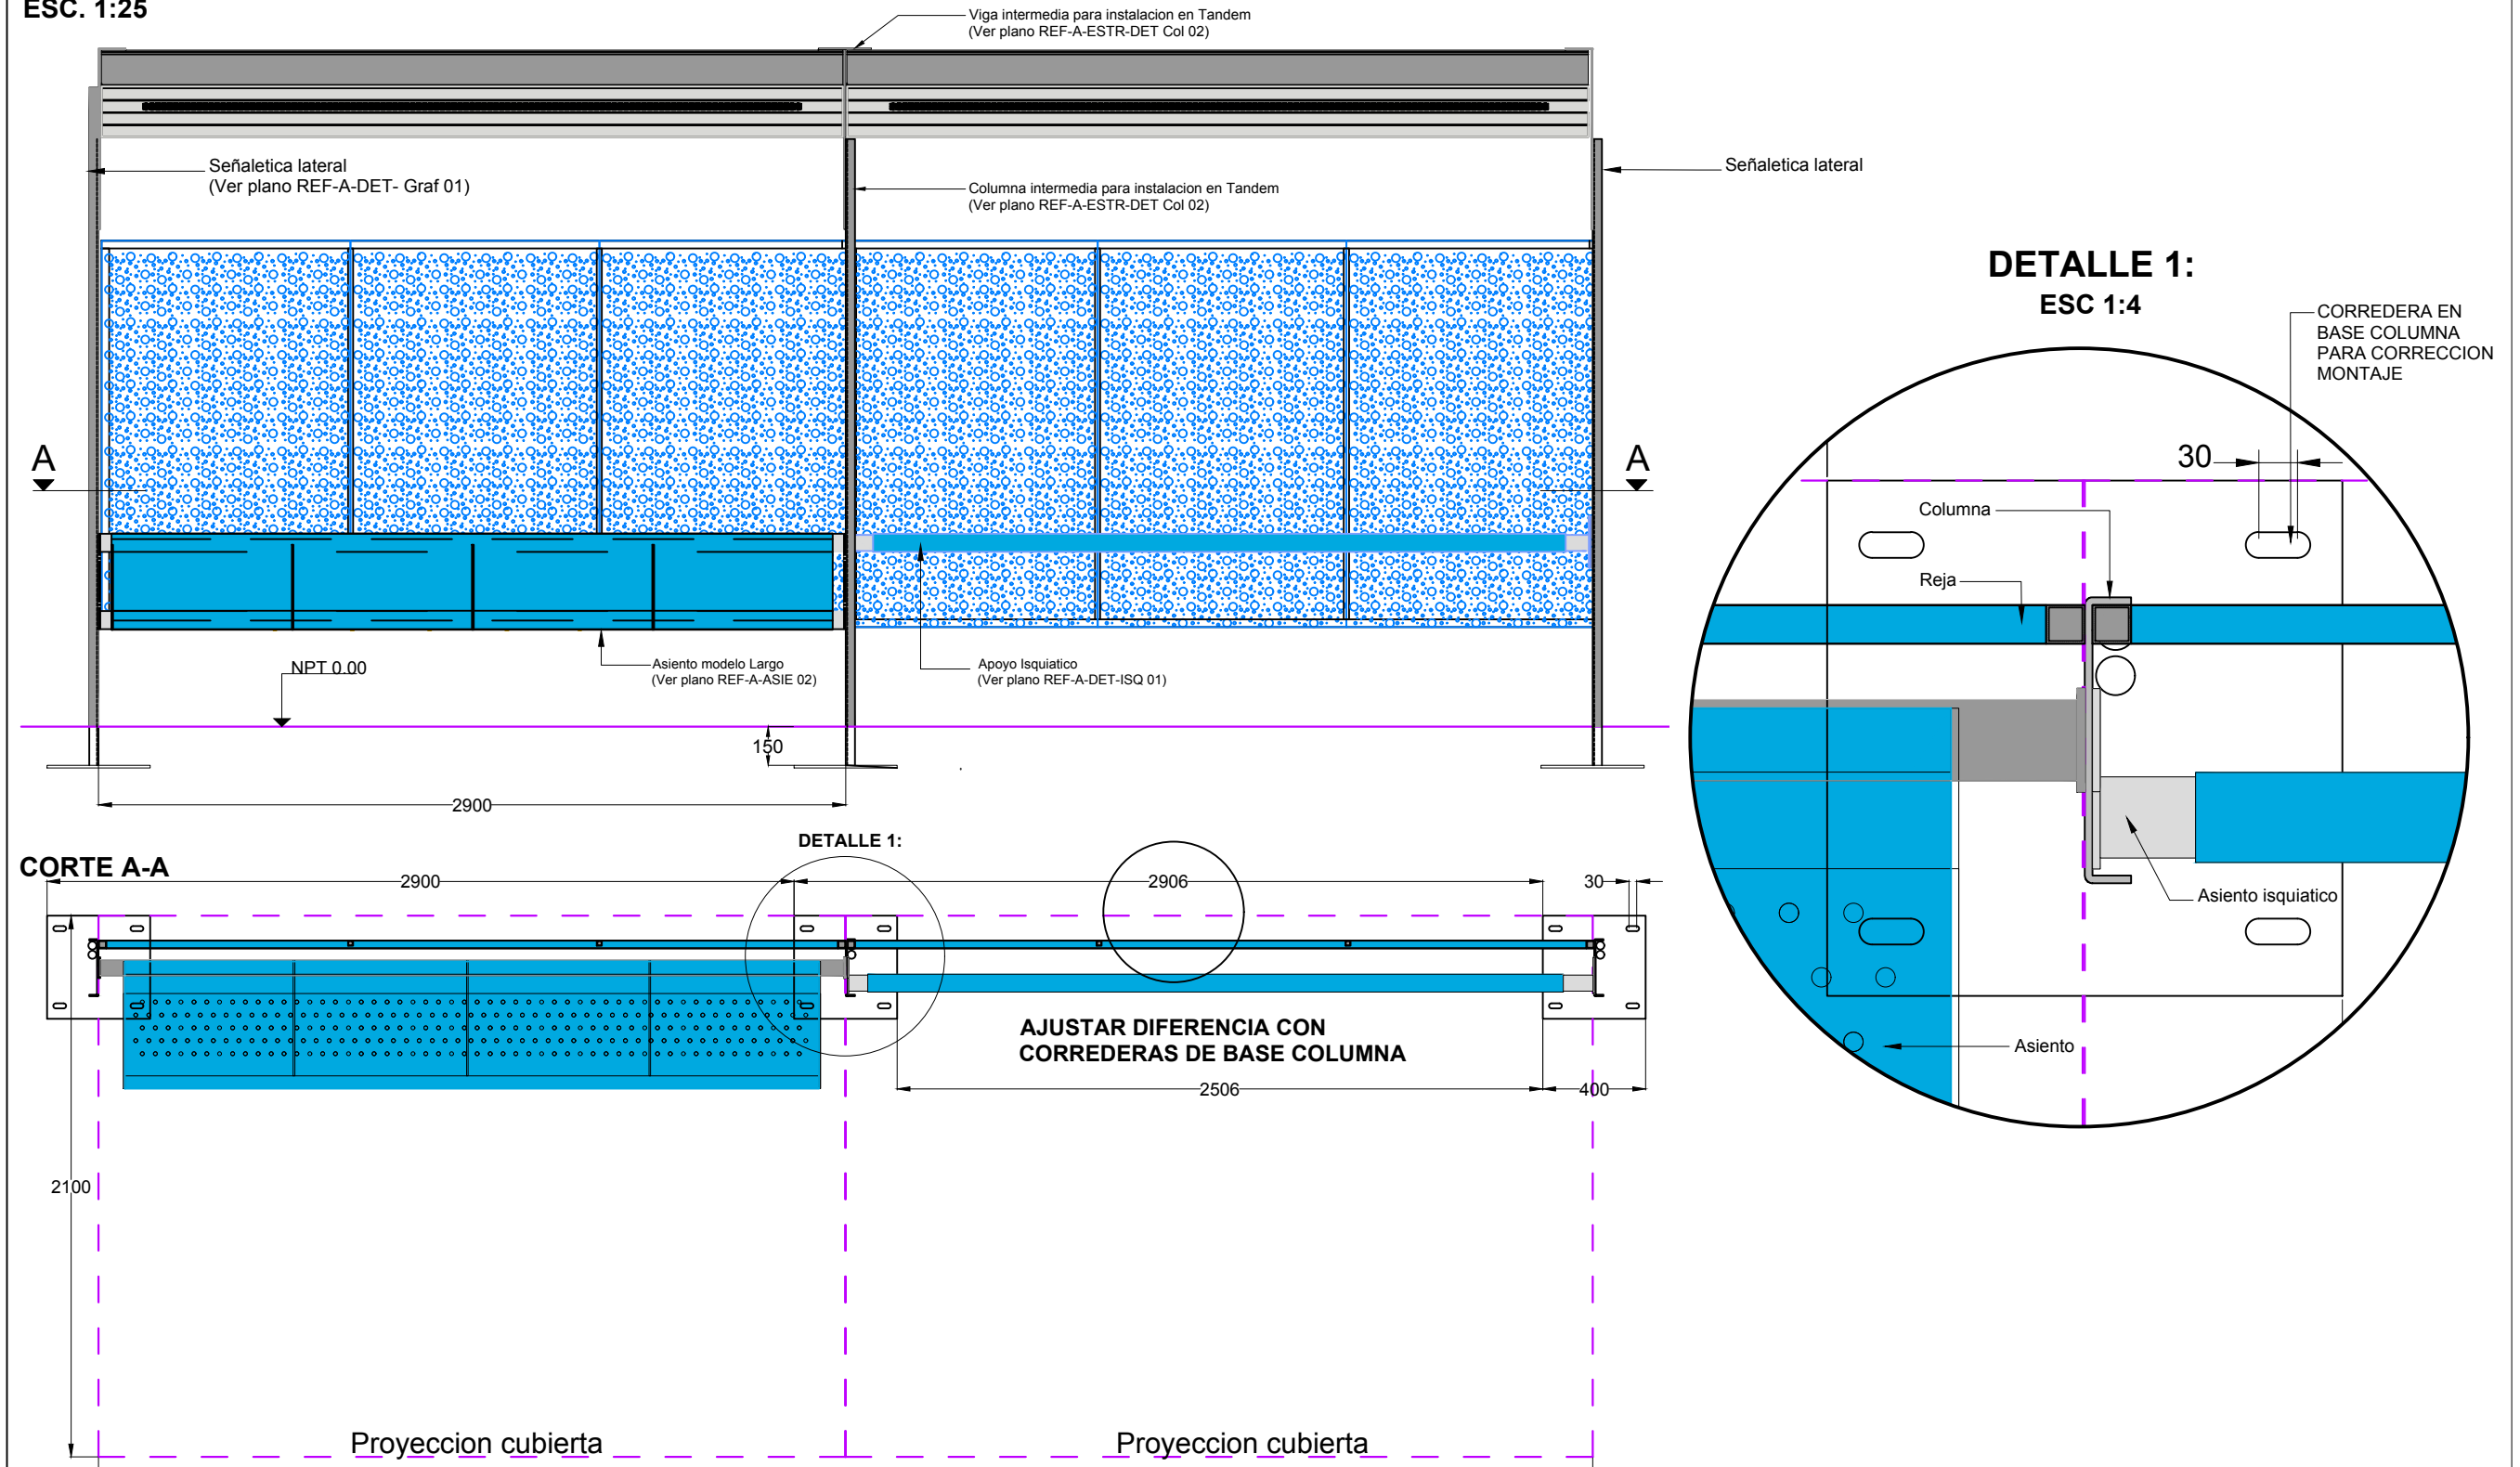 ESC. 1:25
Viga intermedia para instalacion en Tandem
(Ver plano REF-A-ESTR-DET Col 02)
Señaletica lateral
(Ver plano REF-A-DET- Graf 01)
Columna intermedia para instalacion en Tandem
(Ver plano REF-A-ESTR-DET Col 02)
Señaletica lateral
A
A
NPT 0.00
Asiento modelo Largo
(Ver plano REF-A-ASIE 02)
Apoyo Isquiatico
(Ver plano REF-A-DET-ISQ 01)
150
2900
DETALLE 1:
ESC 1:4
CORREDERA EN
BASE COLUMNA
PARA CORRECCION
MONTAJE
30
Columna
Reja
Asiento isquiatico
Asiento
CORTE A-A
DETALLE 1:
2900
2906
30
AJUSTAR DIFERENCIA CON
CORREDERAS DE BASE COLUMNA
2506
400
2100
Proyeccion cubierta
Proyeccion cubierta